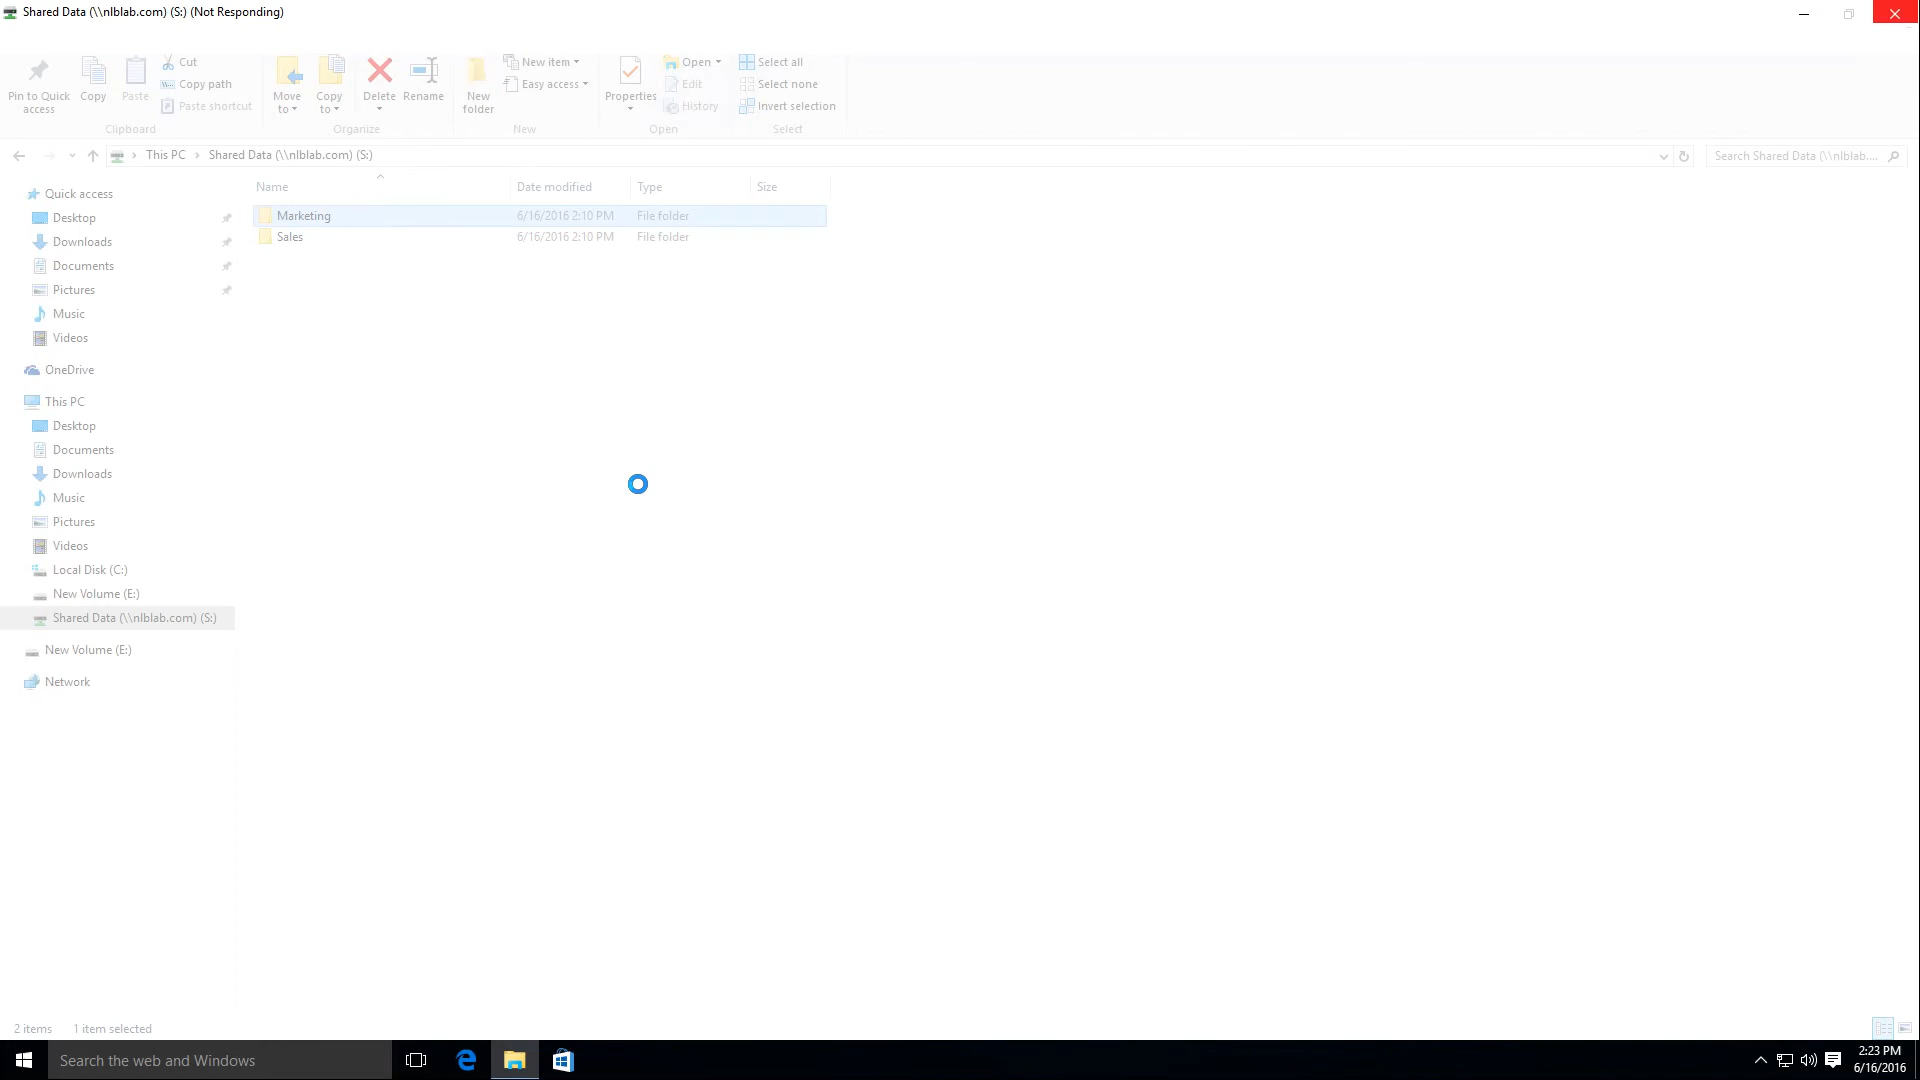 Shared Data (\\nlblab.com) (S:) (Not Responding)
Pin to Quick access
Copy
Paste
Cut
Copy path
Paste shortcut
Clipboard
Move to
Copy to
Delete
Rename
Organize
New folder
New item
Easy access
New
Properties
Open
Edit
History
Open
Select all
Select none
Invert selection
Select
This PC > Shared Data (\\nlblab.com) (S:)
Search Shared Data (\\nlblab....
Name Date modified Type Size
Marketing 6/16/2016 2:10 PM File folder
Sales 6/16/2016 2:10 PM File folder
Quick access
Desktop
Downloads
Documents
Pictures
Music
Videos
OneDrive
This PC
Desktop
Documents
Downloads
Music
Pictures
Videos
Local Disk (C:)
New Volume (E:)
Shared Data (\\nlblab.com) (S:)
New Volume (E:)
Network
2 items 1 item selected
Search the web and Windows
2:23 PM
6/16/2016